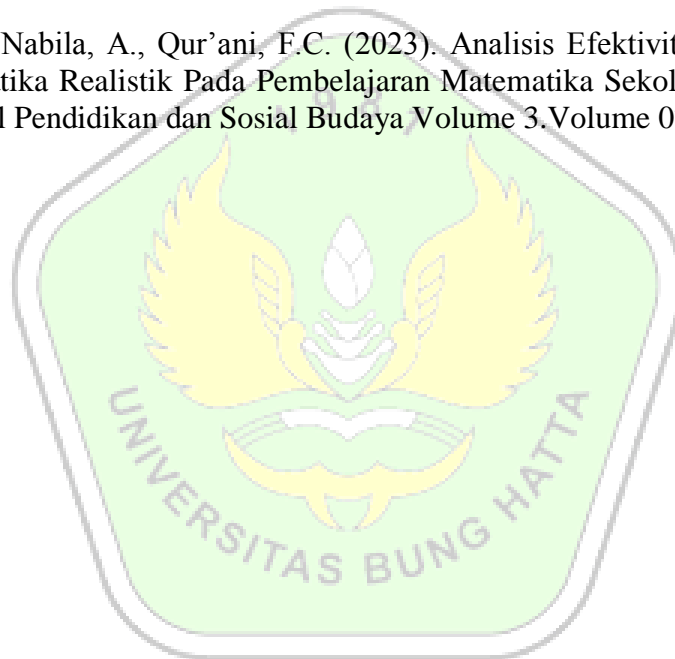 Nabila, A., Qur’ani, F.C. (2023). Analisis Efektivit
tika Realistik Pada Pembelajaran Matematika Sekol
l Pendidikan dan Sosial Budaya Volume 3.Volume 0
1981
UNIVERSITAS BUNG HATTA